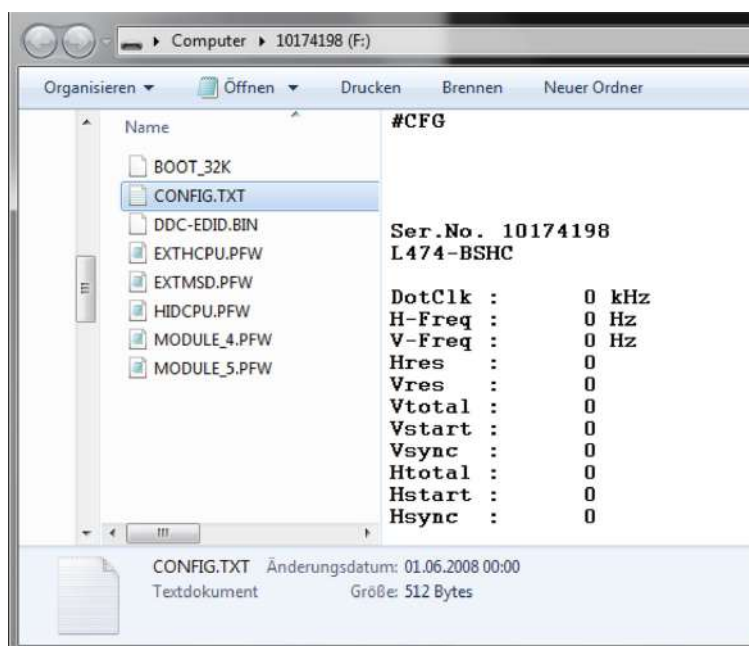 Computer ▸ 10174198 (F:)
Organisieren Öffnen Drucken Brennen Neuer Ordner
Name
BOOT_32K
CONFIG.TXT
DDC-EDID.BIN
EXTHCPU.PFW
EXTMSD.PFW
HIDCPU.PFW
MODULE_4.PFW
MODULE_5.PFW
#CFG
Ser.No. 10174198
L474-BSHC
DotClk : 0 kHz
H-Freq : 0 Hz
V-Freq : 0 Hz
Hres : 0
Vres : 0
Vtotal : 0
Vstart : 0
Vsync : 0
Htotal : 0
Hstart : 0
Hsync : 0
CONFIG.TXT Änderungsdatum: 01.06.2008 00:00
Textdokument Größe: 512 Bytes